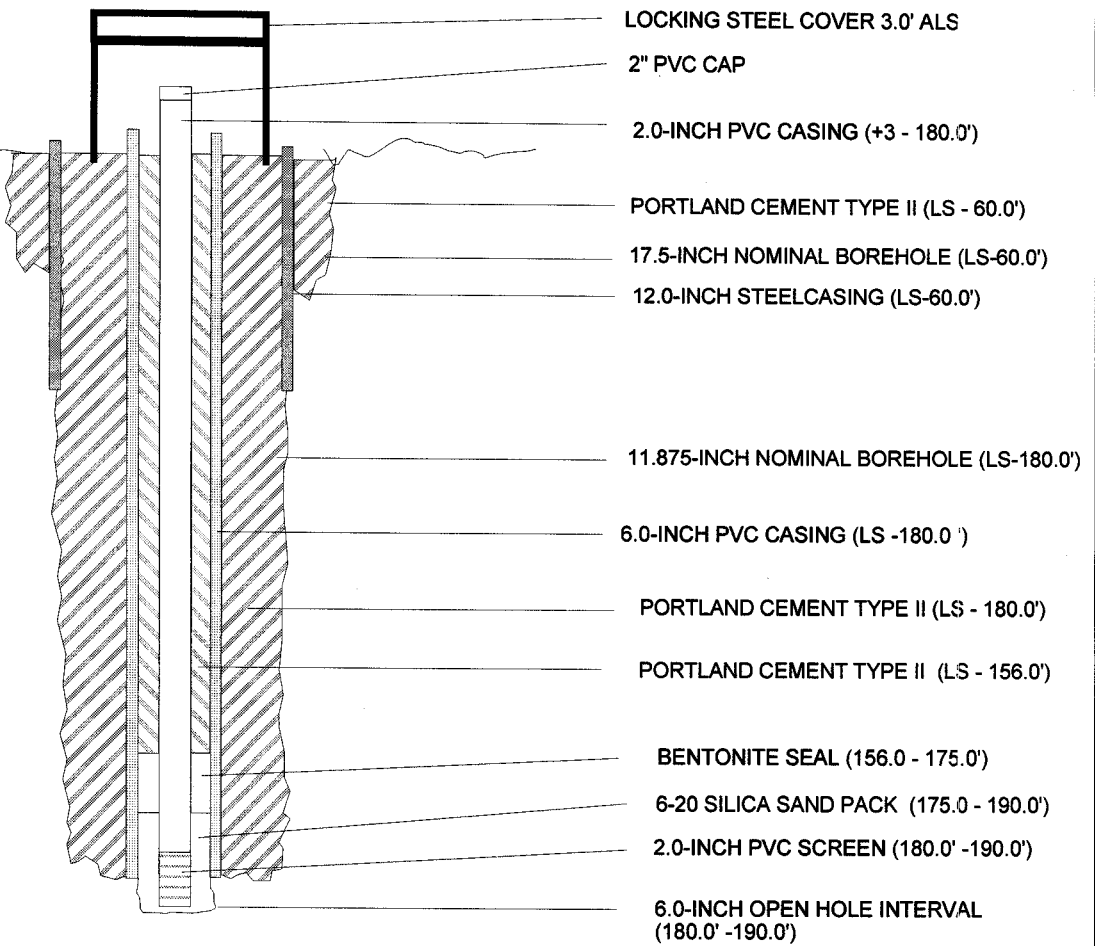 LOCKING STEEL COVER 3.0' ALS
2" PVC CAP
2.0-INCH PVC CASING (+3 - 180.0')
PORTLAND CEMENT TYPE II (LS - 60.0')
17.5-INCH NOMINAL BOREHOLE (LS-60.0')
12.0-INCH STEELCASING (LS-60.0')
11.875-INCH NOMINAL BOREHOLE (LS-180.0')
6.0-INCH PVC CASING (LS -180.0 ')
PORTLAND CEMENT TYPE II (LS - 180.0')
PORTLAND CEMENT TYPE II (LS - 156.0')
BENTONITE SEAL (156.0 - 175.0')
6-20 SILICA SAND PACK (175.0 - 190.0')
2.0-INCH PVC SCREEN (180.0' -190.0')
6.0-INCH OPEN HOLE INTERVAL
(180.0' -190.0')